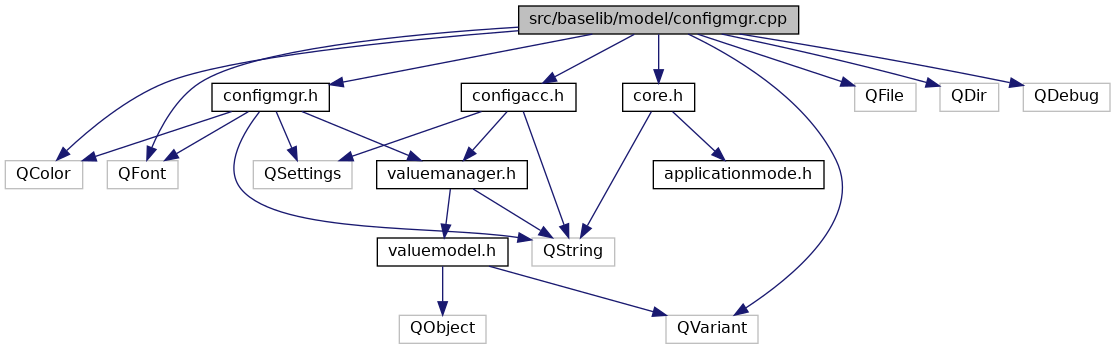 src/baselib/model/configmgr.cpp
configmgr.h
configacc.h
core.h
QFile
QDir
QDebug
QColor
QFont
QSettings
valuemanager.h
applicationmode.h
valuemodel.h
QString
QObject
QVariant